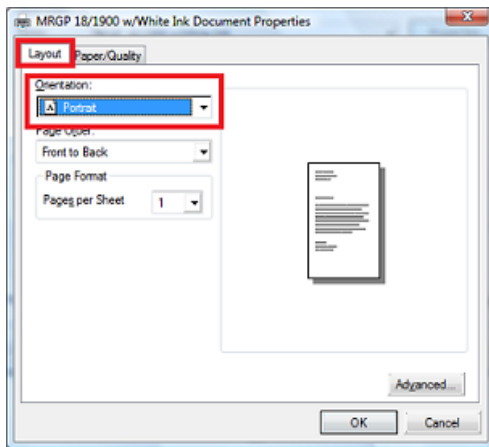 MRGP 18/1900 w/White Ink Document Properties
Layout Paper/Quality
Orientation:
A Portrait
Page Order:
Front to Back
Page Format
Pages per Sheet 1
Advanced...
OK Cancel